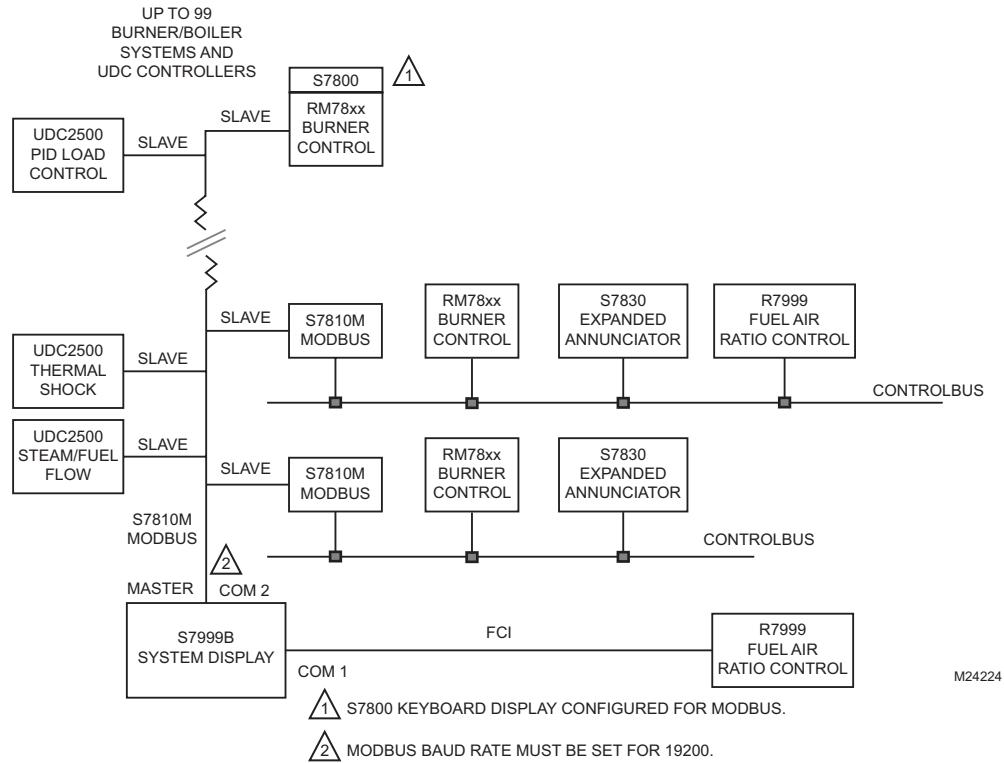 UP TO 99
BURNER/BOILER
SYSTEMS AND
UDC CONTROLLERS
S7800
1
RM78xx
BURNER
CONTROL
SLAVE
UDC2500
PID LOAD
CONTROL
SLAVE
SLAVE
S7810M
MODBUS
RM78xx
BURNER
CONTROL
S7830
EXPANDED
ANNUNCIATOR
R7999
FUEL AIR
RATIO CONTROL
UDC2500
THERMAL
SHOCK
SLAVE
CONTROLBUS
UDC2500
STEAM/FUEL
FLOW
SLAVE
SLAVE
S7810M
MODBUS
RM78xx
BURNER
CONTROL
S7830
EXPANDED
ANNUNCIATOR
S7810M
MODBUS
CONTROLBUS
2
MASTER
COM 2
S7999B
SYSTEM DISPLAY
FCI
COM 1
R7999
FUEL AIR
RATIO CONTROL
M24224
1 S7800 KEYBOARD DISPLAY CONFIGURED FOR MODBUS.
2 MODBUS BAUD RATE MUST BE SET FOR 19200.